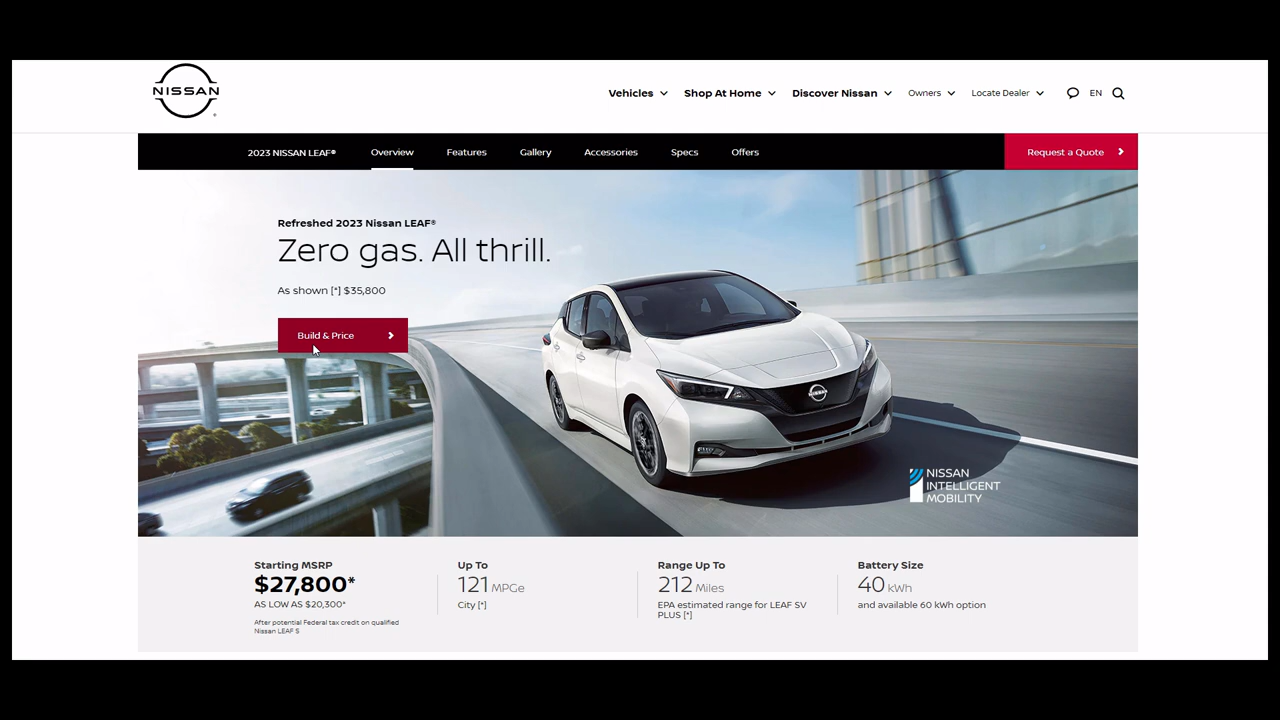 NISSAN
Vehicles Shop At Home Discover Nissan Owners Locate Dealer EN
2023 NISSAN LEAF® Overview Features Gallery Accessories Specs Offers Request a Quote
Refreshed 2023 Nissan LEAF®
Zero gas. All thrill.
As shown [*] $35,800
Build & Price
NISSAN
NISSAN
INTELLIGENT
MOBILITY
Starting MSRP
$27,800*
AS LOW AS $20,300*
After potential Federal tax credit on qualified
Nissan LEAF S
Up To
121 MPGe
City [*]
Range Up To
212 Miles
EPA estimated range for LEAF SV
PLUS [*]
Battery Size
40 kWh
and available 60 kWh option